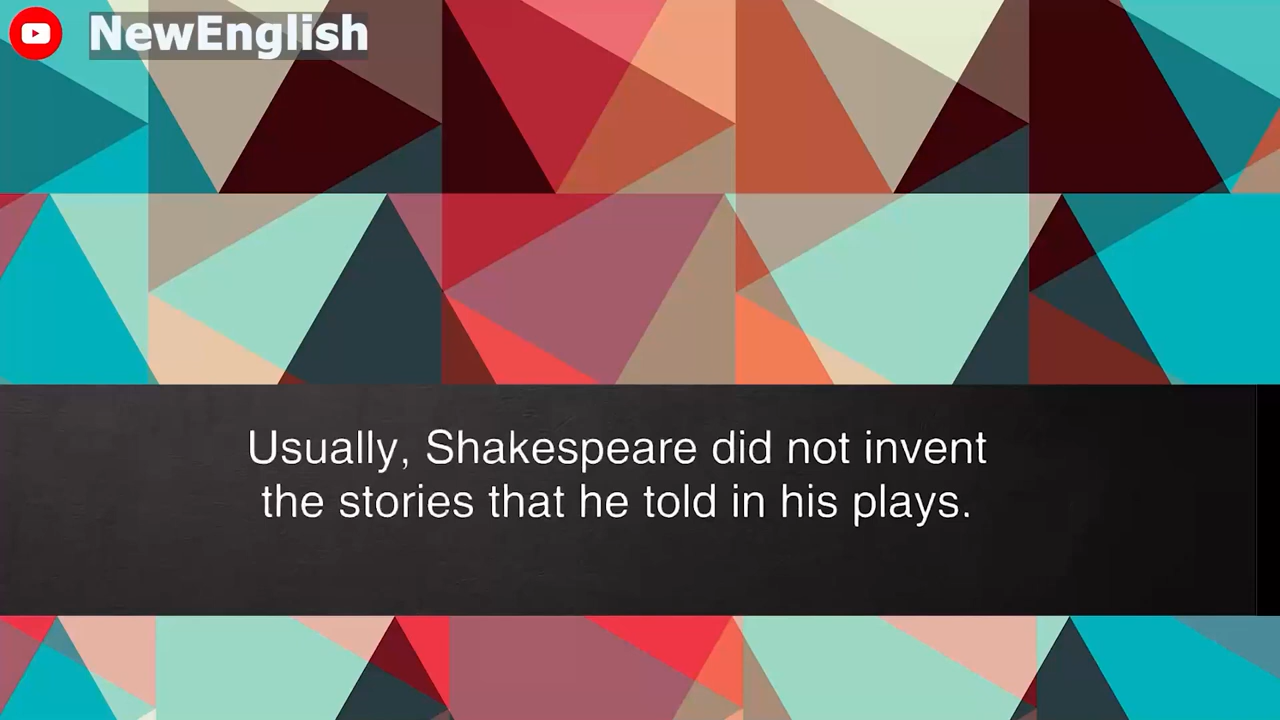 NewEnglish
Usually, Shakespeare did not invent
the stories that he told in his plays.